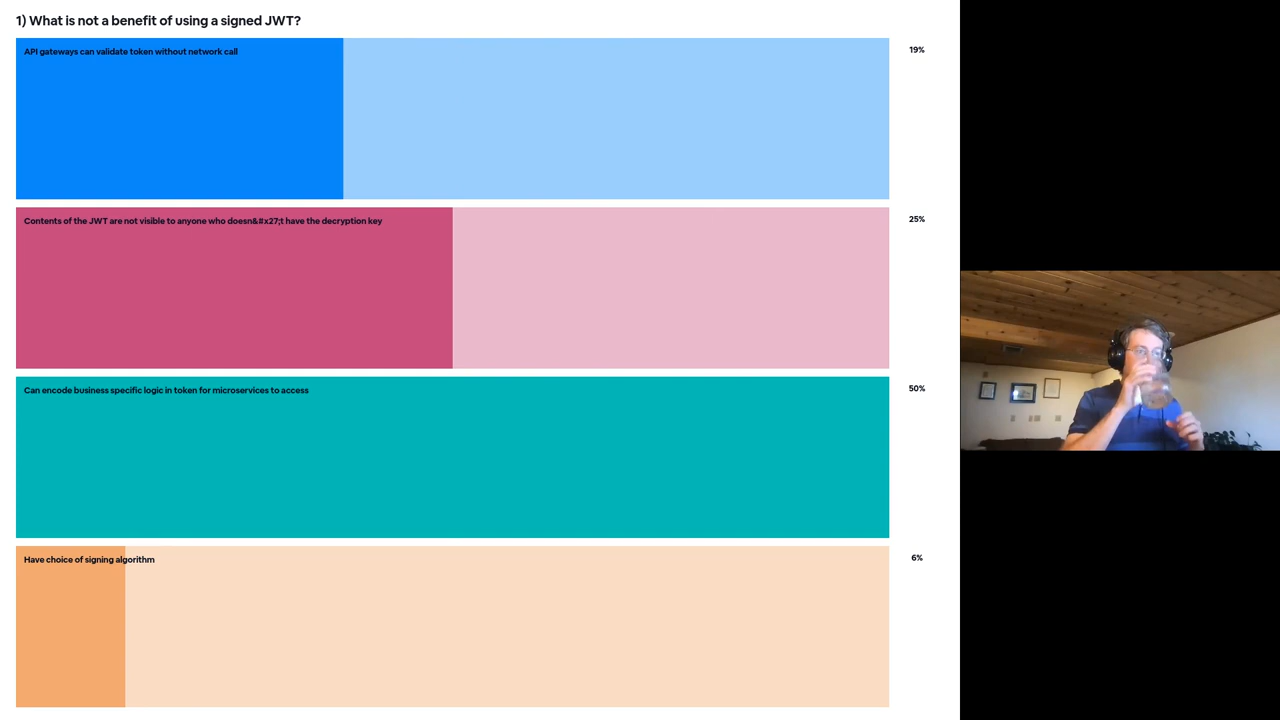 1) What is not a benefit of using a signed JWT?
API gateways can validate token without network call
19%
Contents of the JWT are not visible to anyone who doesn&#x27;t have the decryption key
25%
Can encode business specific logic in token for microservices to access
50%
Have choice of signing algorithm
6%